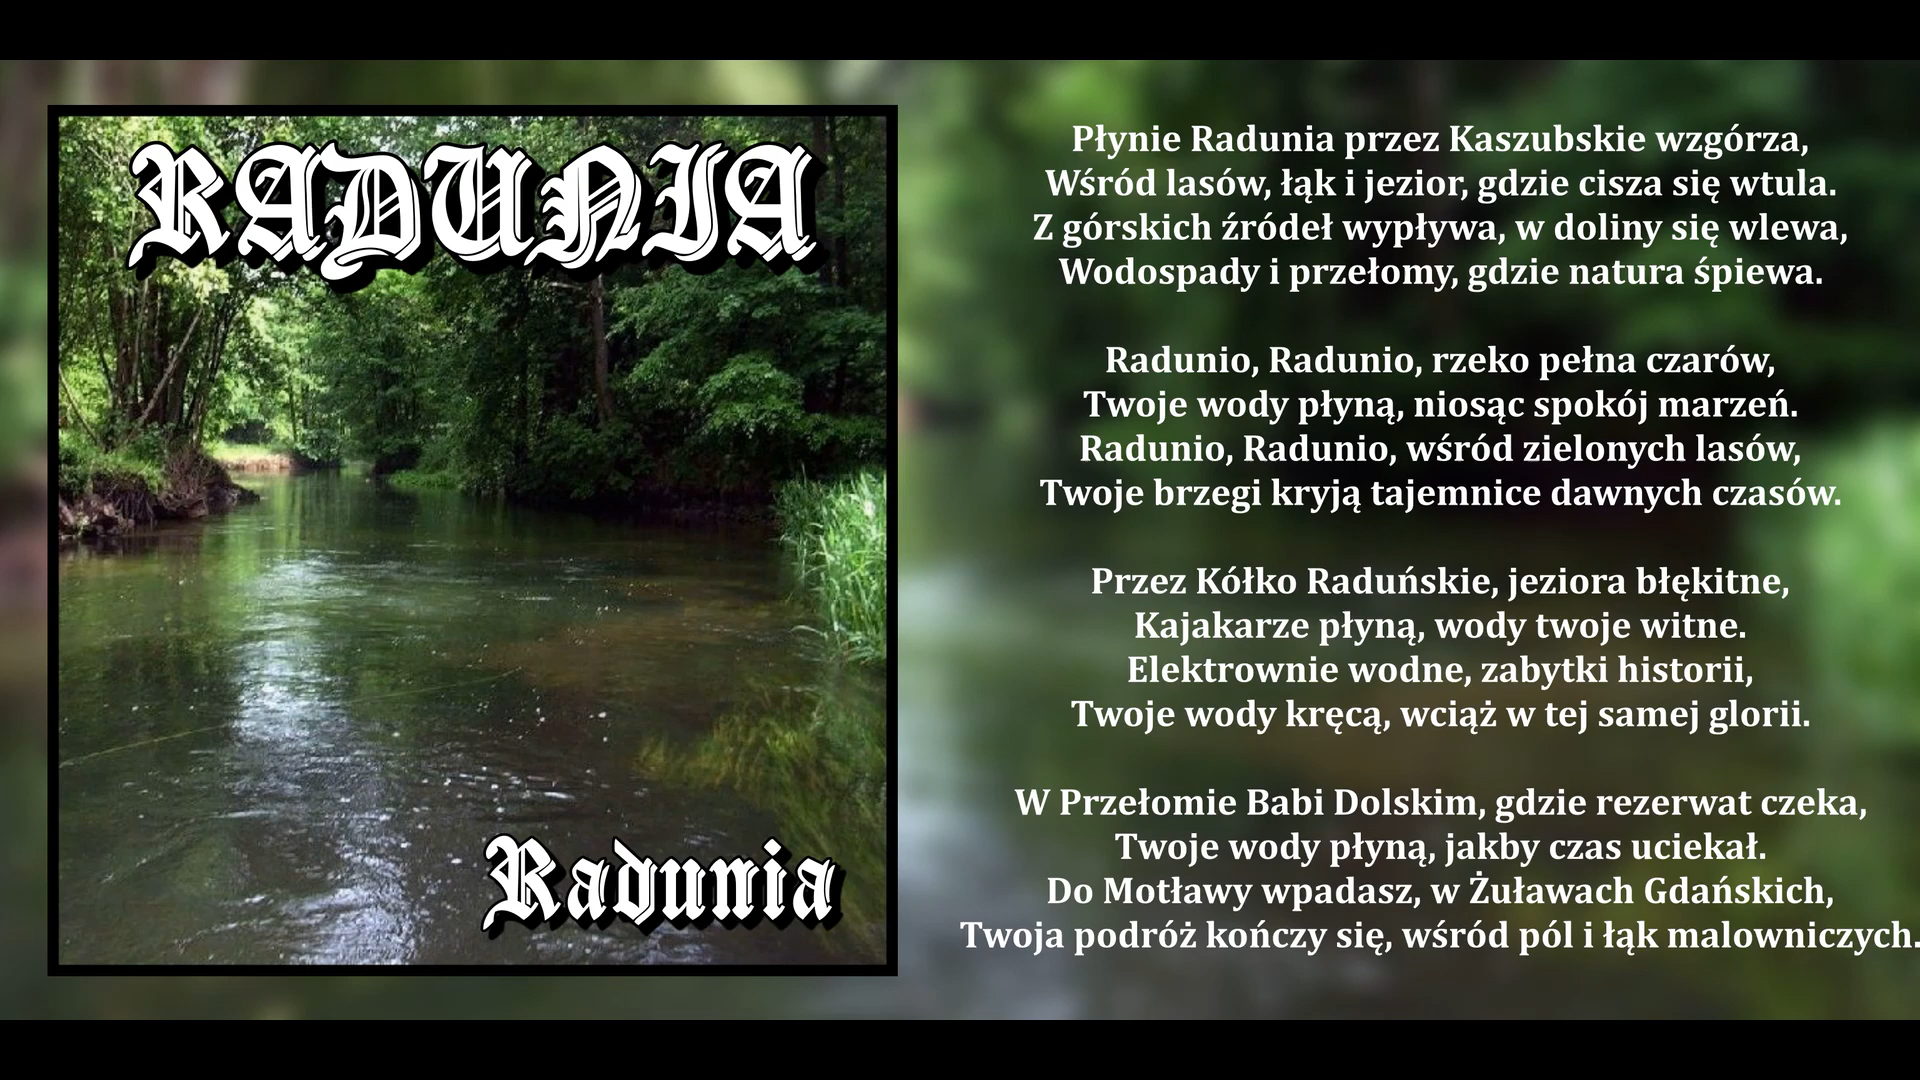 RADUNIA
Radunia
Płynie Radunia przez Kaszubskie wzgórza,
Wśród lasów, łąk i jezior, gdzie cisza się wtula.
Z górskich źródeł wypływa, w doliny się wlewa,
Wodospady i przełomy, gdzie natura śpiewa.
Radunio, Radunio, rzeko pełna czarów,
Twoje wody płyną, niosąc spokój marzeń.
Radunio, Radunio, wśród zielonych lasów,
Twoje brzegi kryją tajemnice dawnych czasów.
Przez Kółko Raduńskie, jeziora błękitne,
Kajakarze płyną, wody twoje witne.
Elektrownie wodne, zabytki historii,
Twoje wody kręcą, wciąż w tej samej glorii.
W Przełomie Babi Dolskim, gdzie rezerwat czeka,
Twoje wody płyną, jakby czas uciekał.
Do Motławy wpadasz, w Żuławach Gdańskich,
Twoja podróż kończy się, wśród pól i łąk malowniczych.